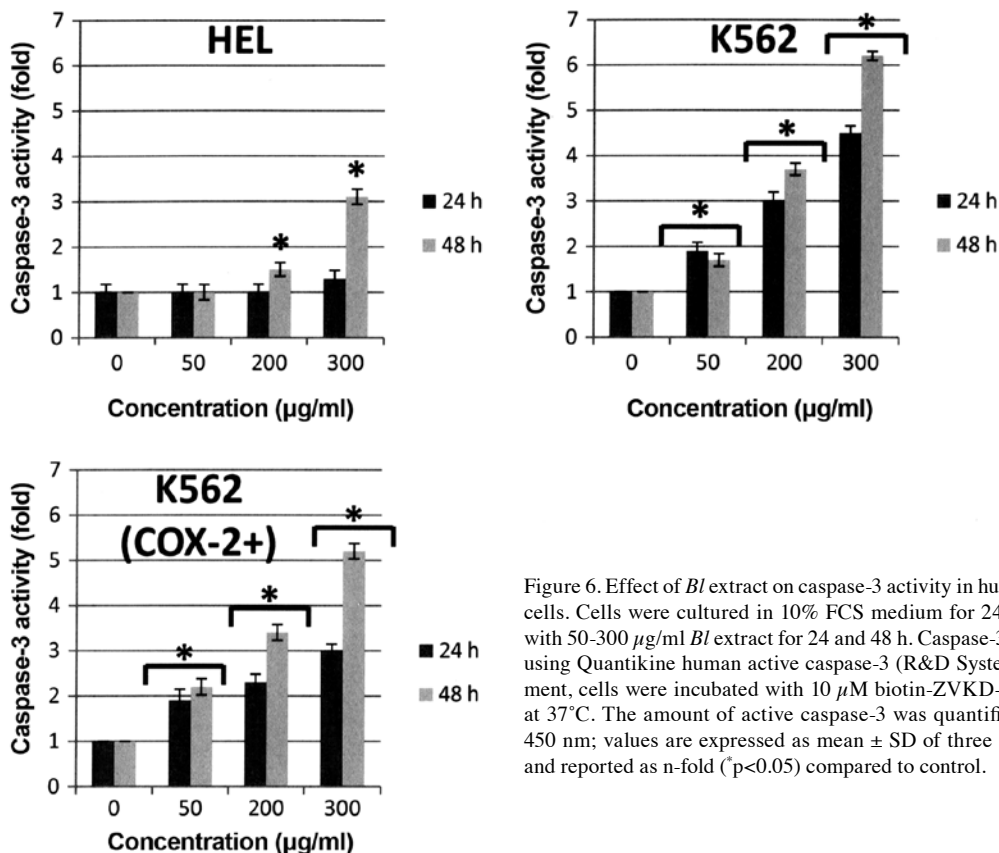 HEL
Caspase-3 activity (fold)
7
6
5
4
3
2
1
0
*
*
0 50 200 300
Concentration (µg/ml)
24 h
48 h
K562
Caspase-3 activity (fold)
7
6
5
4
3
2
1
0
*
*
*
0 50 200 300
Concentration (µg/ml)
24 h
48 h
K562
(COX-2+)
Caspase-3 activity (fold)
7
6
5
4
3
2
1
0
*
*
*
0 50 200 300
Concentration (µg/ml)
24 h
48 h
Figure 6. Effect of Bl extract on caspase-3 activity in hu
cells. Cells were cultured in 10% FCS medium for 24
with 50-300 µg/ml Bl extract for 24 and 48 h. Caspase-3
using Quantikine human active caspase-3 (R&D Syste
ment, cells were incubated with 10 µM biotin-ZVKD-
at 37°C. The amount of active caspase-3 was quantifi
450 nm; values are expressed as mean ± SD of three
and reported as n-fold (*p<0.05) compared to control.